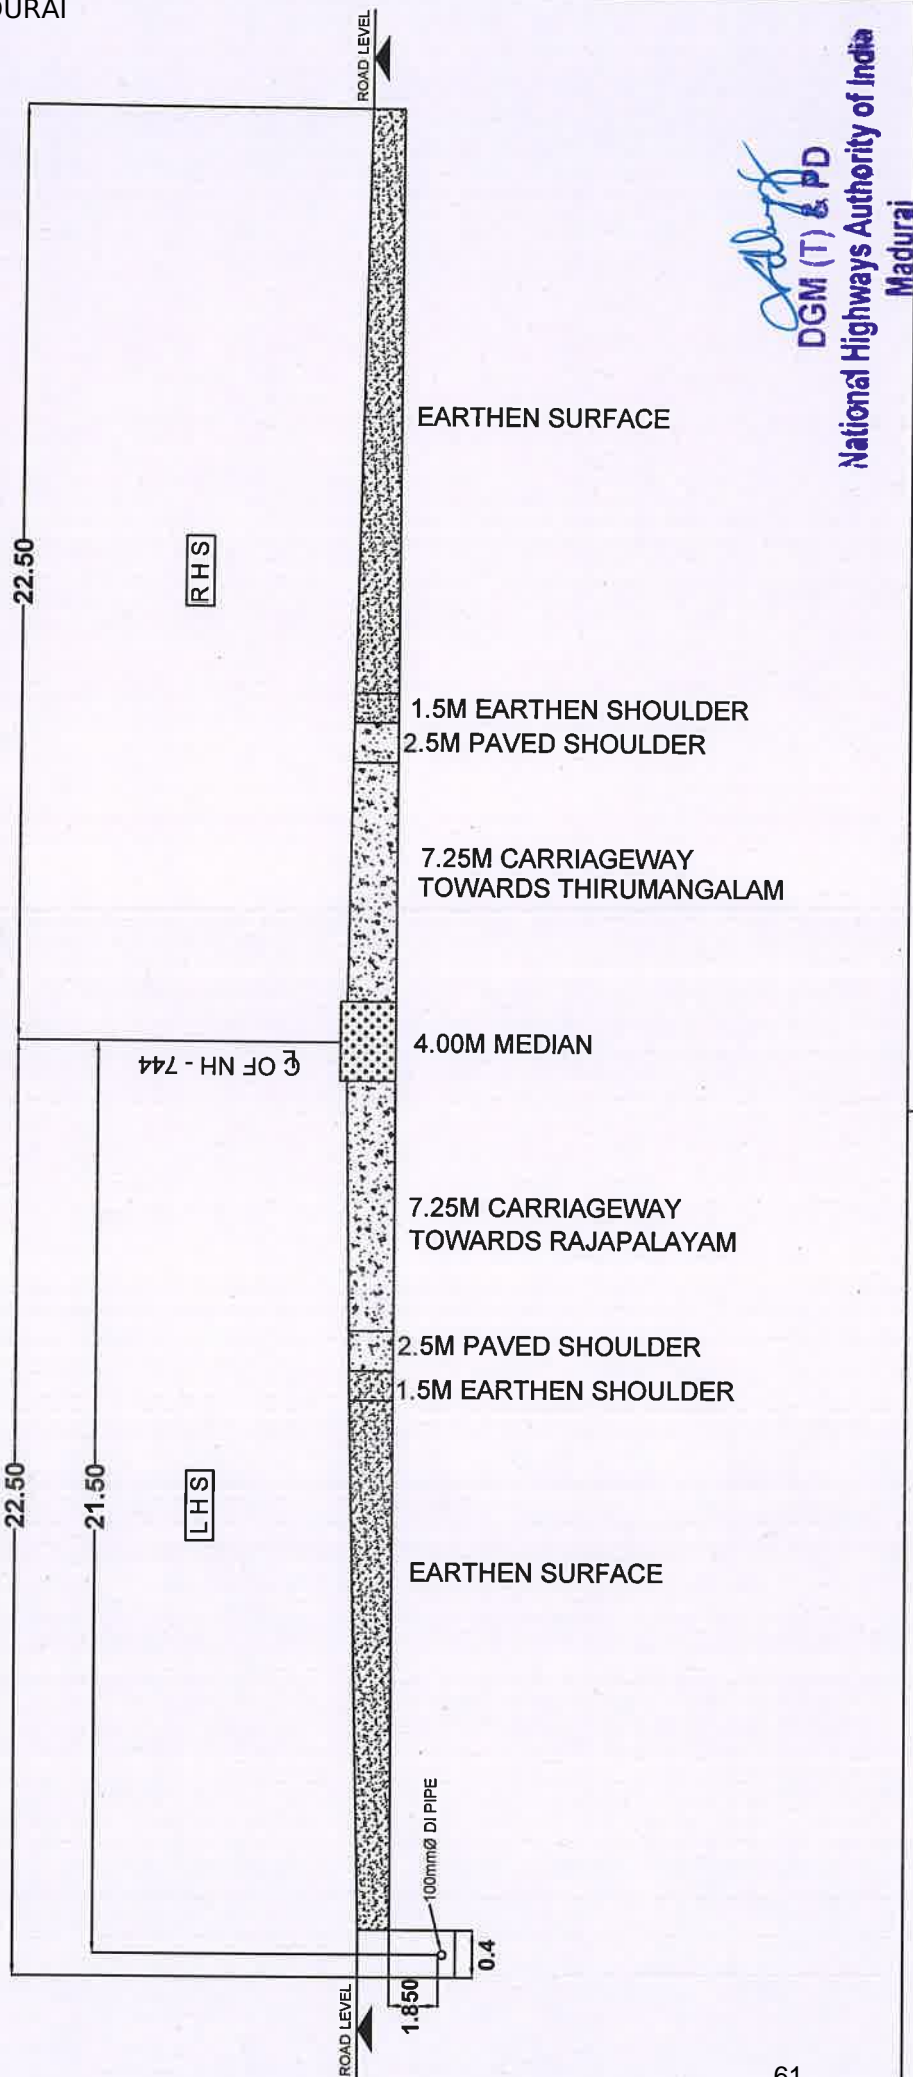 DURAI
ROAD LEVEL
22.50
RHS
DGM (T) & PD
National Highways Authority of India
Madurai
EARTHEN SURFACE
1.5M EARTHEN SHOULDER
2.5M PAVED SHOULDER
7.25M CARRIAGEWAY
TOWARDS THIRUMANGALAM
℄ OF NH - 744
4.00M MEDIAN
7.25M CARRIAGEWAY
TOWARDS RAJAPALAYAM
2.5M PAVED SHOULDER
1.5M EARTHEN SHOULDER
22.50
21.50
LHS
EARTHEN SURFACE
100mmØ DI PIPE
0.4
1.850
ROAD LEVEL
61